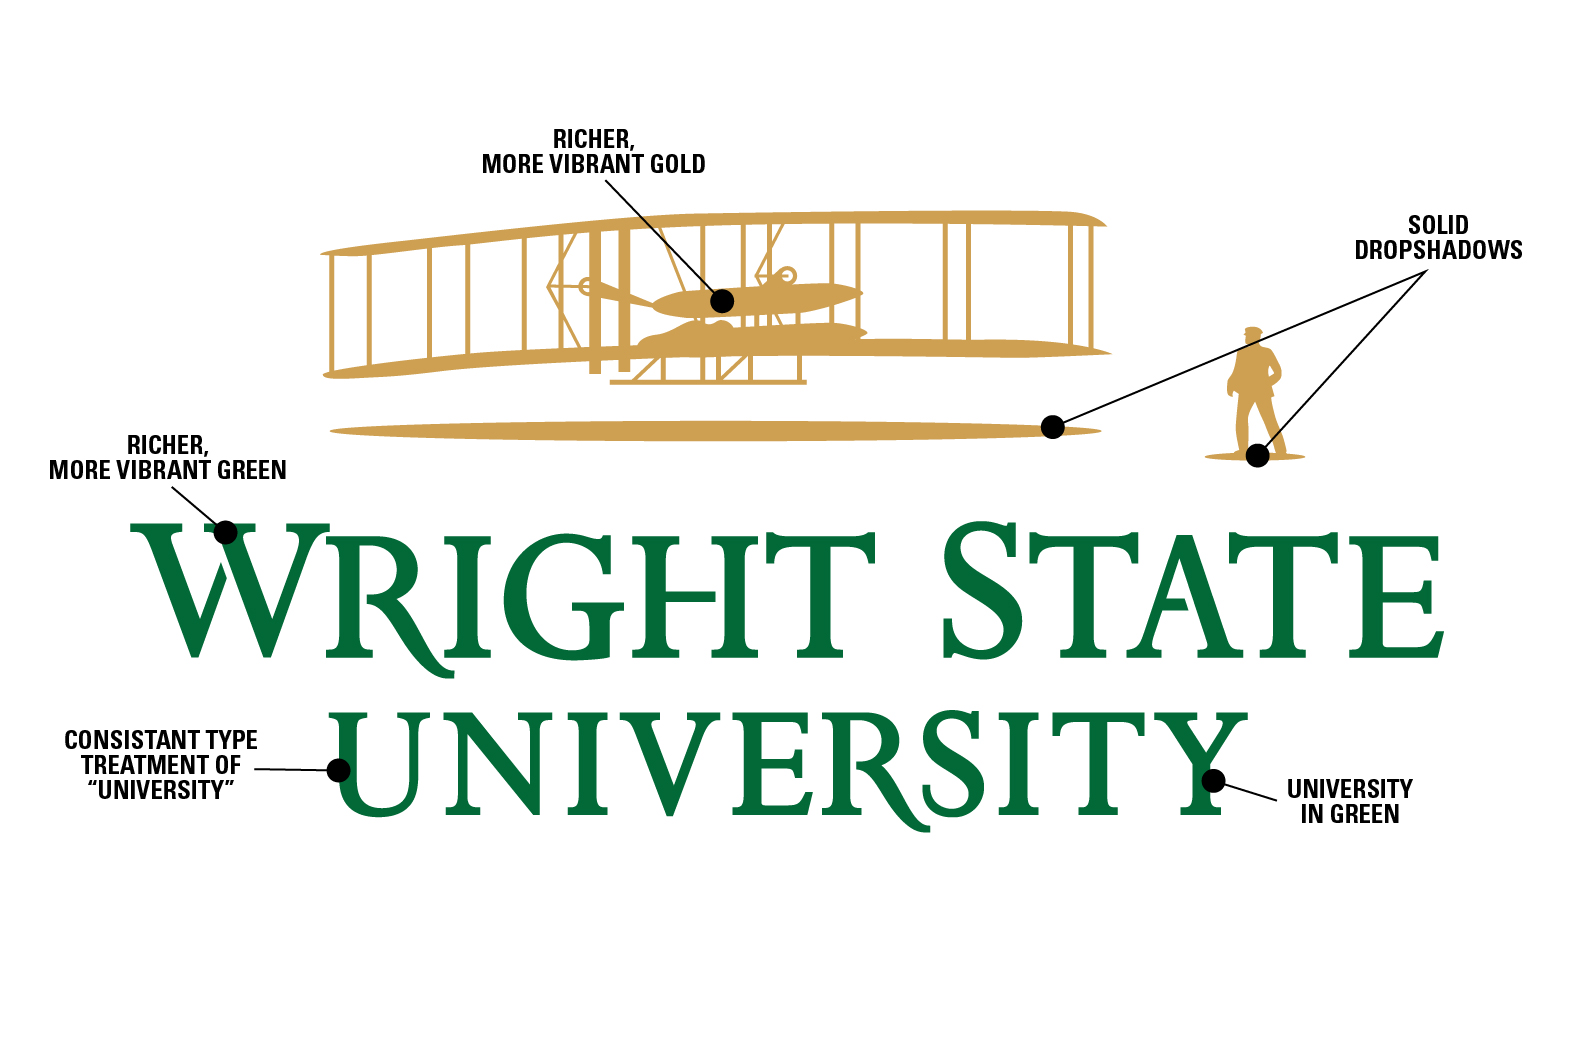 RICHER,
MORE VIBRANT GOLD
SOLID
DROPSHADOWS
RICHER,
MORE VIBRANT GREEN
WRIGHT STATE
UNIVERSITY
CONSISTANT TYPE
TREATMENT OF
“UNIVERSITY”
UNIVERSITY
IN GREEN